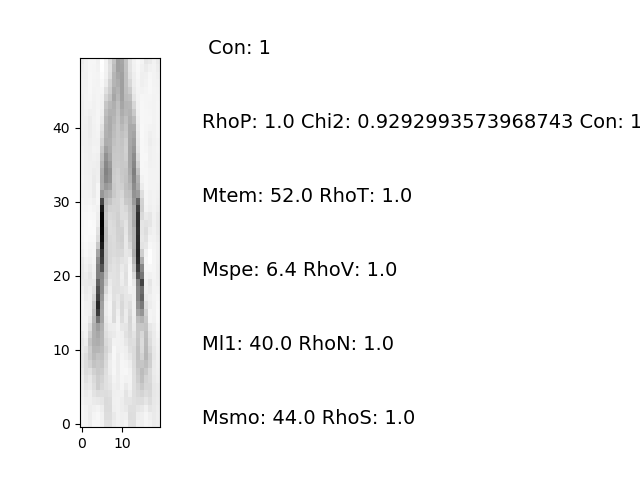 Con: 1
RhoP: 1.0 Chi2: 0.9292993573968743 Con: 1
Mtem: 52.0 RhoT: 1.0
Mspe: 6.4 RhoV: 1.0
Ml1: 40.0 RhoN: 1.0
Msmo: 44.0 RhoS: 1.0
40
30
20
10
0
0 10